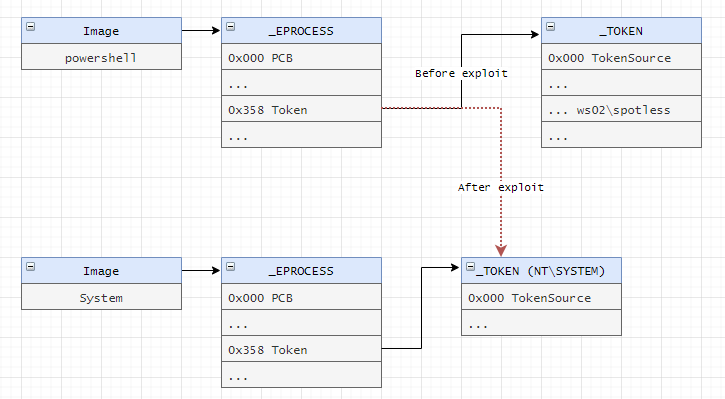 Image
powershell
_EPROCESS
0x000 PCB
...
0x358 Token
...
Before exploit
_TOKEN
0x000 TokenSource
...
... ws02\spotless
...
After exploit
Image
System
_EPROCESS
0x000 PCB
...
0x358 Token
...
_TOKEN (NT\SYSTEM)
0x000 TokenSource
...